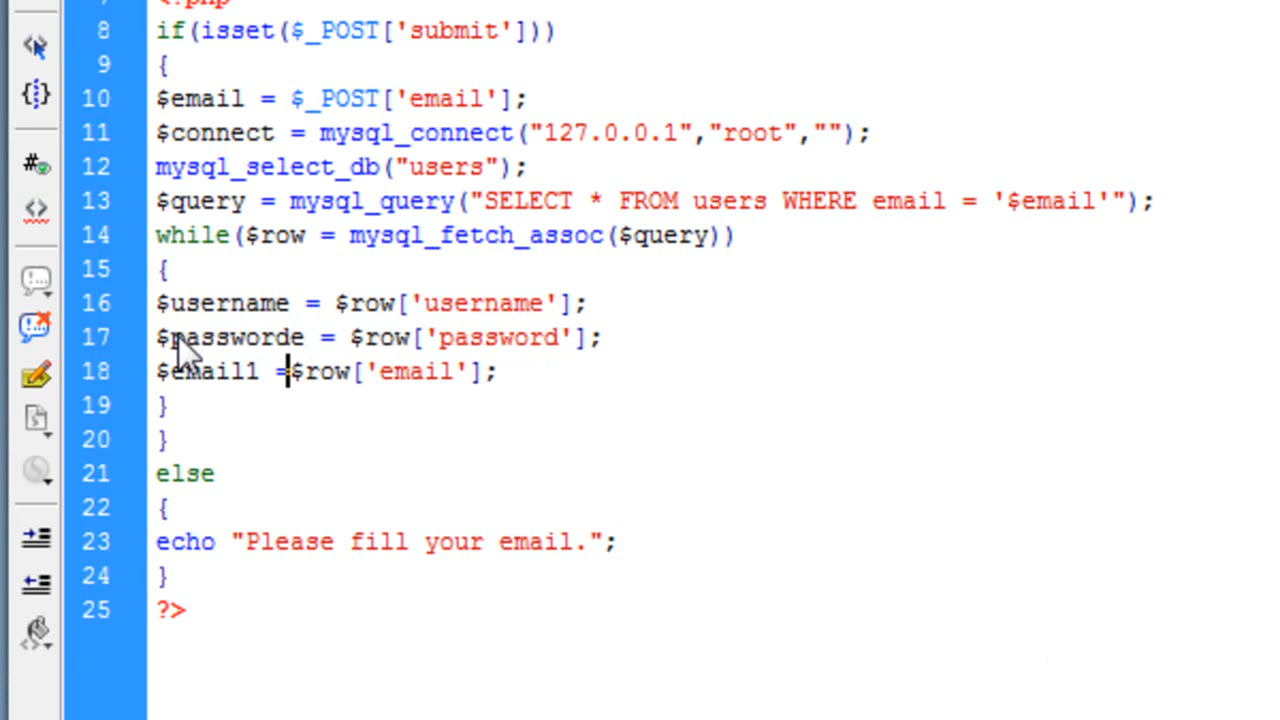 7 <?php
8 if(isset($_POST['submit']))
9 {
10 $email = $_POST['email'];
11 $connect = mysql_connect("127.0.0.1","root","");
12 mysql_select_db("users");
13 $query = mysql_query("SELECT * FROM users WHERE email = '$email'");
14 while($row = mysql_fetch_assoc($query))
15 {
16 $username = $row['username'];
17 $passworde = $row['password'];
18 $email1 =$row['email'];
19 }
20 }
21 else
22 {
23 echo "Please fill your email.";
24 }
25 ?>